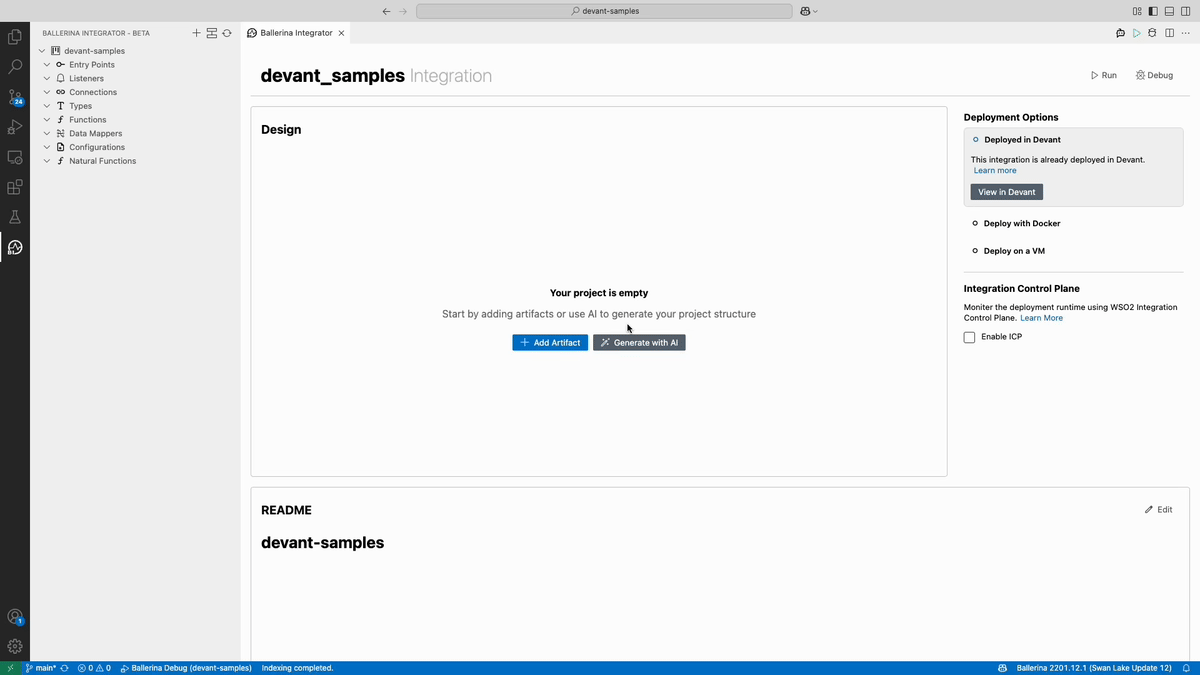 devant-samples
BALLERINA INTEGRATOR - BETA
Ballerina Integrator
devant-samples
Entry Points
Listeners
Connections
Types
Functions
Data Mappers
Configurations
Natural Functions
24
BI
1
devant_samples Integration
Run
Debug
Design
Your project is empty
Start by adding artifacts or use AI to generate your project structure
Add Artifact
Generate with AI
Deployment Options
Deployed in Devant
This integration is already deployed in Devant.
Learn more
View in Devant
Deploy with Docker
Deploy on a VM
Integration Control Plane
Moniter the deployment runtime using WSO2 Integration
Control Plane. Learn More
Enable ICP
README
Edit
devant-samples
main*
0
0
Ballerina Debug (devant-samples)
Indexing completed.
Ballerina 2201.12.1 (Swan Lake Update 12)